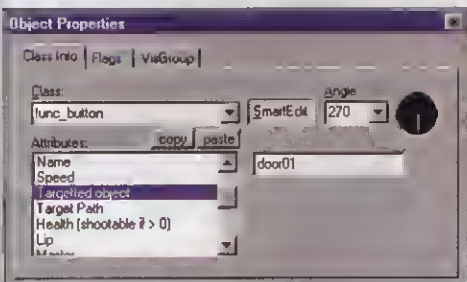 Object Properties
Class Info Flags VisGroup
Class: Angle
func_button SmartEdit 270
Attributes: copy paste
Name door01
Speed
Targetted object
Target Path
Health (shootable if > 0)
Lip
Master